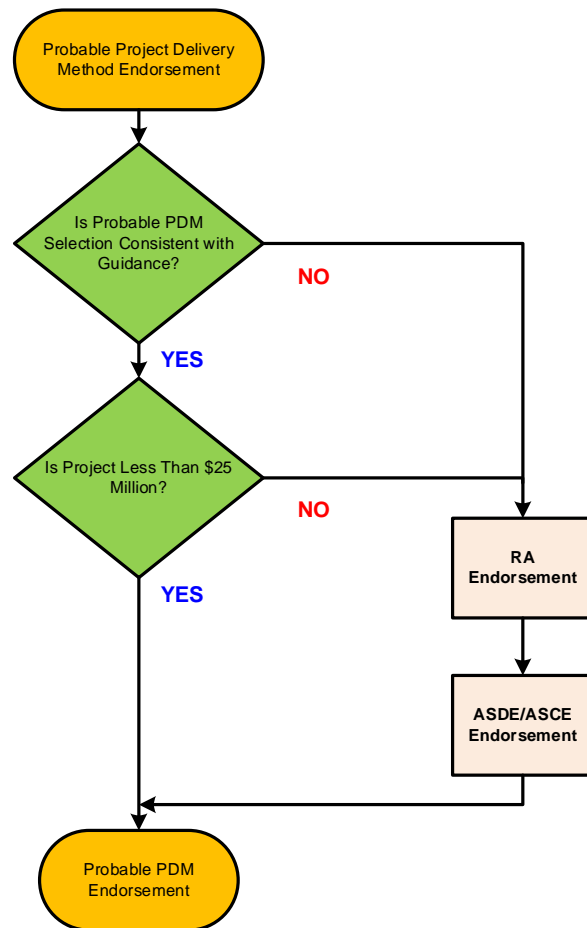 Probable Project Delivery
Method Endorsement
Is Probable PDM
Selection Consistent with
Guidance?
NO
YES
Is Project Less Than $25
Million?
NO
YES
RA
Endorsement
ASDE/ASCE
Endorsement
Probable PDM
Endorsement